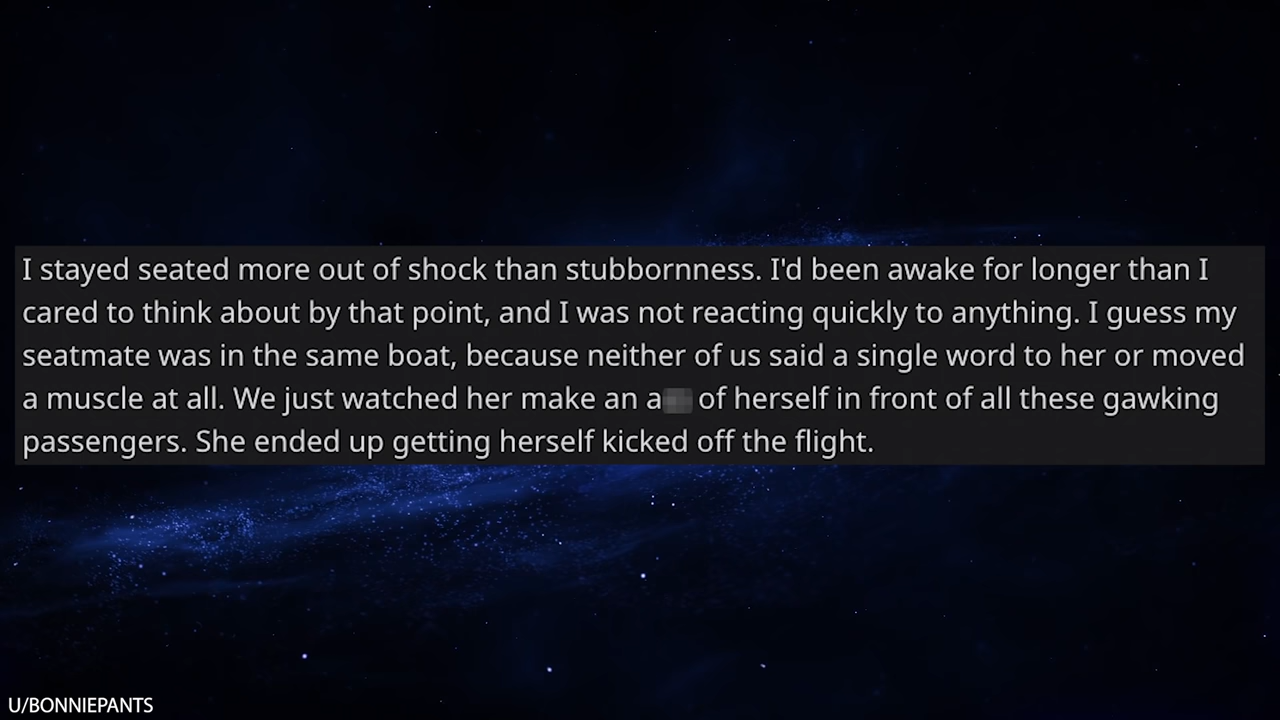 I stayed seated more out of shock than stubbornness. I'd been awake for longer than I
cared to think about by that point, and I was not reacting quickly to anything. I guess my
seatmate was in the same boat, because neither of us said a single word to her or moved
a muscle at all. We just watched her make an a of herself in front of all these gawking
passengers. She ended up getting herself kicked off the flight.
U/BONNIEPANTS